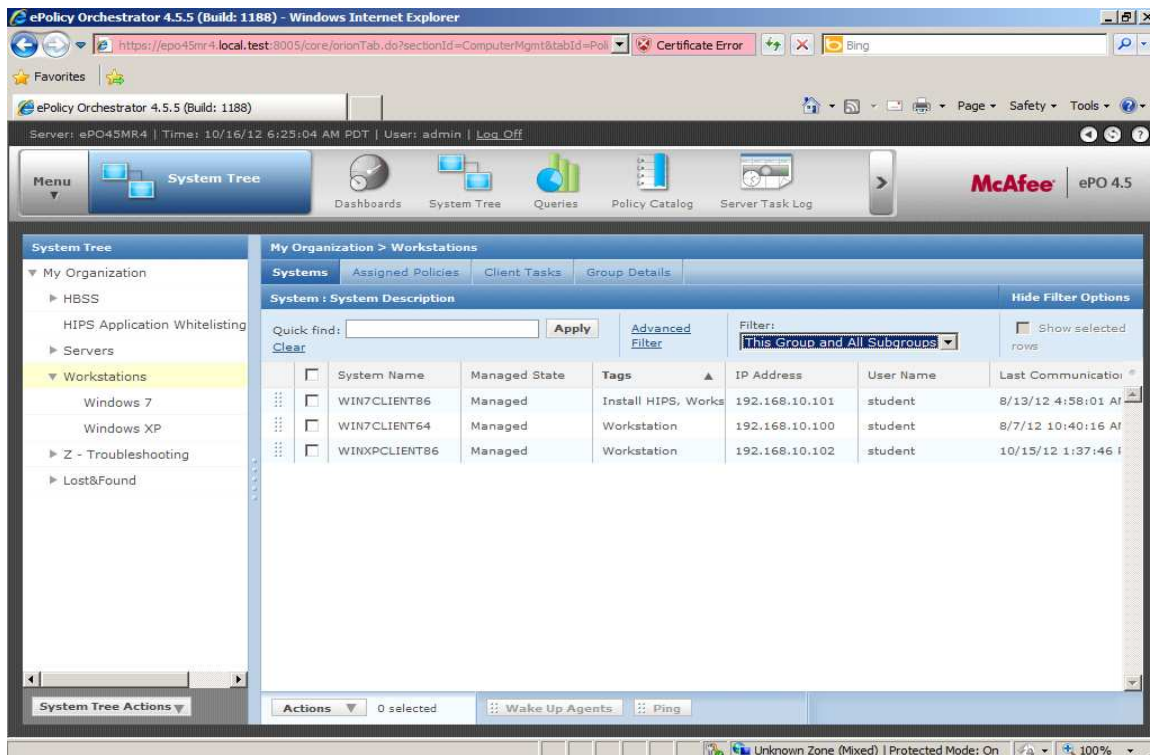 ePolicy Orchestrator 4.5.5 (Build: 1188) - Windows Internet Explorer
https://epo45mr4.local.test:8005/core/orionTab.do?sectionId=ComputerMgmt&tabId=Poli Certificate Error Bing
Favorites
ePolicy Orchestrator 4.5.5 (Build: 1188) Page Safety Tools
Server: ePO45MR4 | Time: 10/16/12 6:25:04 AM PDT | User: admin | Log Off
Menu System Tree Dashboards System Tree Queries Policy Catalog Server Task Log McAfee ePO 4.5
System Tree
My Organization
HBSS
HIPS Application Whitelisting
Servers
Workstations
Windows 7
Windows XP
Z - Troubleshooting
Lost&Found
System Tree Actions
My Organization > Workstations
Systems Assigned Policies Client Tasks Group Details
System : System Description Hide Filter Options
Quick find: Apply Clear Advanced Filter Filter: This Group and All Subgroups Show selected rows
System Name Managed State Tags IP Address User Name Last Communicatio
WIN7CLIENT86 Managed Install HIPS, Works 192.168.10.101 student 8/13/12 4:58:01 AM
WIN7CLIENT64 Managed Workstation 192.168.10.100 student 8/7/12 10:40:16 AM
WINXPCLIENT86 Managed Workstation 192.168.10.102 student 10/15/12 1:37:46
Actions 0 selected Wake Up Agents Ping
Unknown Zone (Mixed) | Protected Mode: On 100%